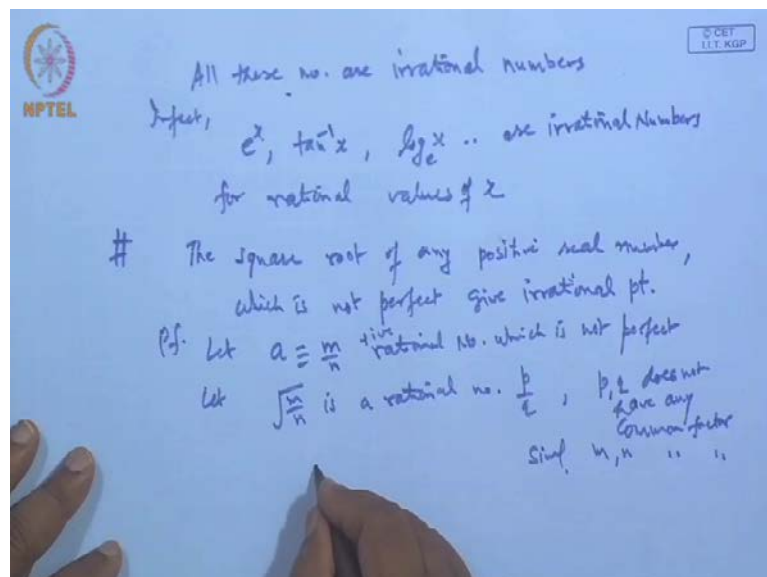 © CET
I.I.T. KGP
NPTEL
All these no. are irrational numbers
Infact,
e^x, tan^-1 x, log_e x .. are irrational Numbers
for rational values of x
# The square root of any positive real number,
which is not perfect give irrational pt.
Pf. Let a = m/n +ive rational No. which is not perfect
Let √(m/n) is a rational no. p/q , p, q does not
have any
Common factor
Siml. m, n " "